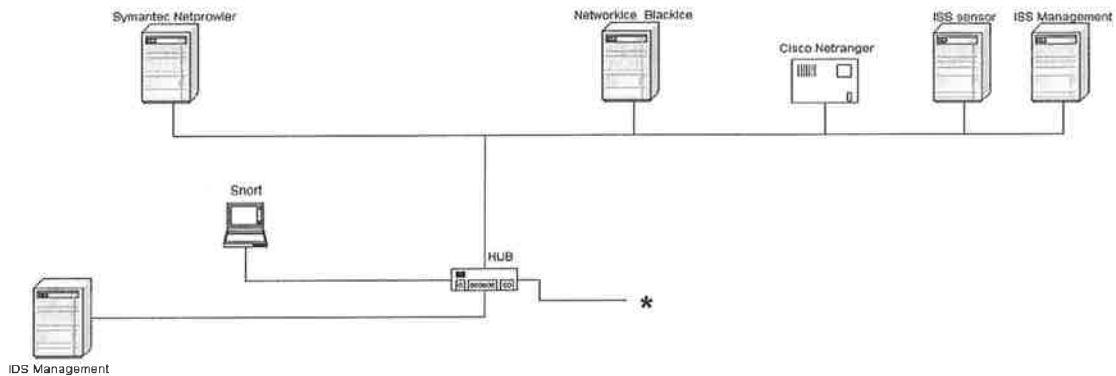 Symantec Netprowler
Networkice Blackice
ISS sensor
ISS Management
Cisco Netranger
Snort
HUB
*
IDS Management